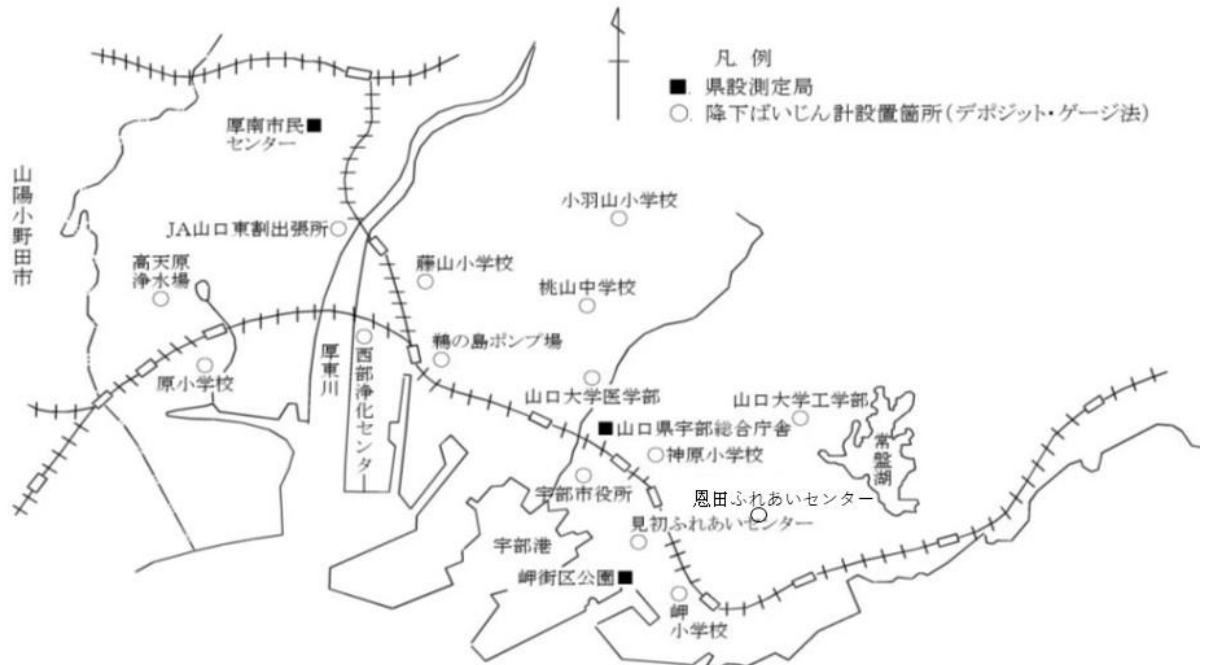 凡例
■. 県設測定局
○. 降下ばいじん計設置箇所(デポジット・ゲージ法)
厚南市民■
センター
山陽小野田市
小羽山小学校
JA山口東割出張所
高天原
浄水場
藤山小学校
桃山中学校
鵜の島ポンプ場
厚東川
西部浄化センター
原小学校
山口大学医学部
山口大学工学部
■山口県宇部総合庁舎
常盤湖
神原小学校
宇部市役所
恩田ふれあいセンター
見初ふれあいセンター
宇部港
岬街区公園■
岬
小学校